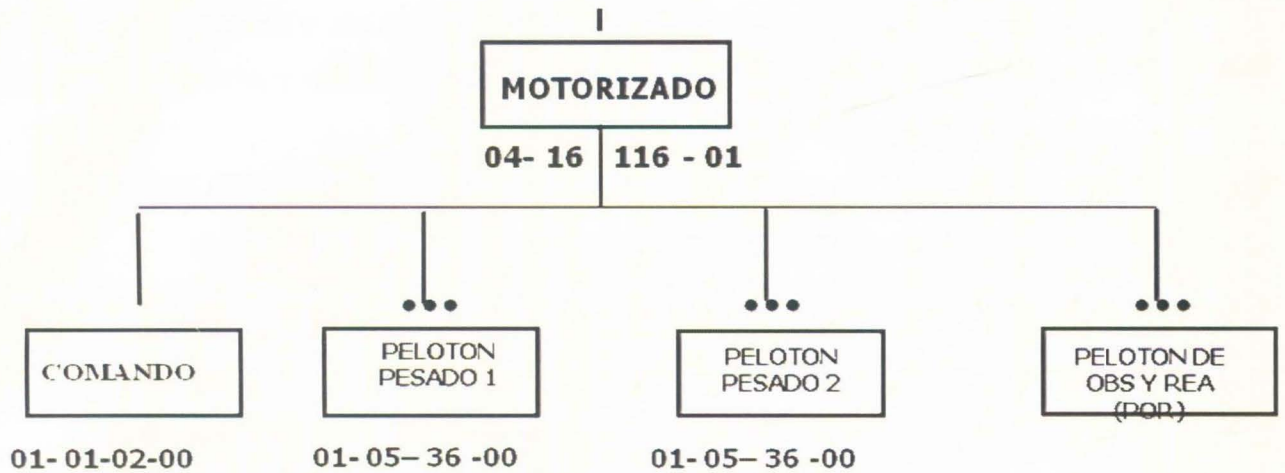 MOTORIZADO
04- 16 116 - 01
COMANDO
PELOTON
PESADO 1
PELOTON
PESADO 2
PELOTON DE
OBS Y REA
(POR.)
01- 01-02-00
01- 05– 36 -00
01- 05– 36 -00